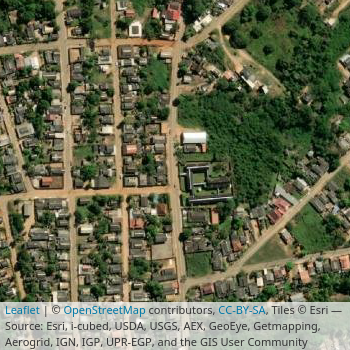 Leaflet | © OpenStreetMap contributors, CC-BY-SA, Tiles © Esri —
Source: Esri, i-cubed, USDA, USGS, AEX, GeoEye, Getmapping,
Aerogrid, IGN, IGP, UPR-EGP, and the GIS User Community